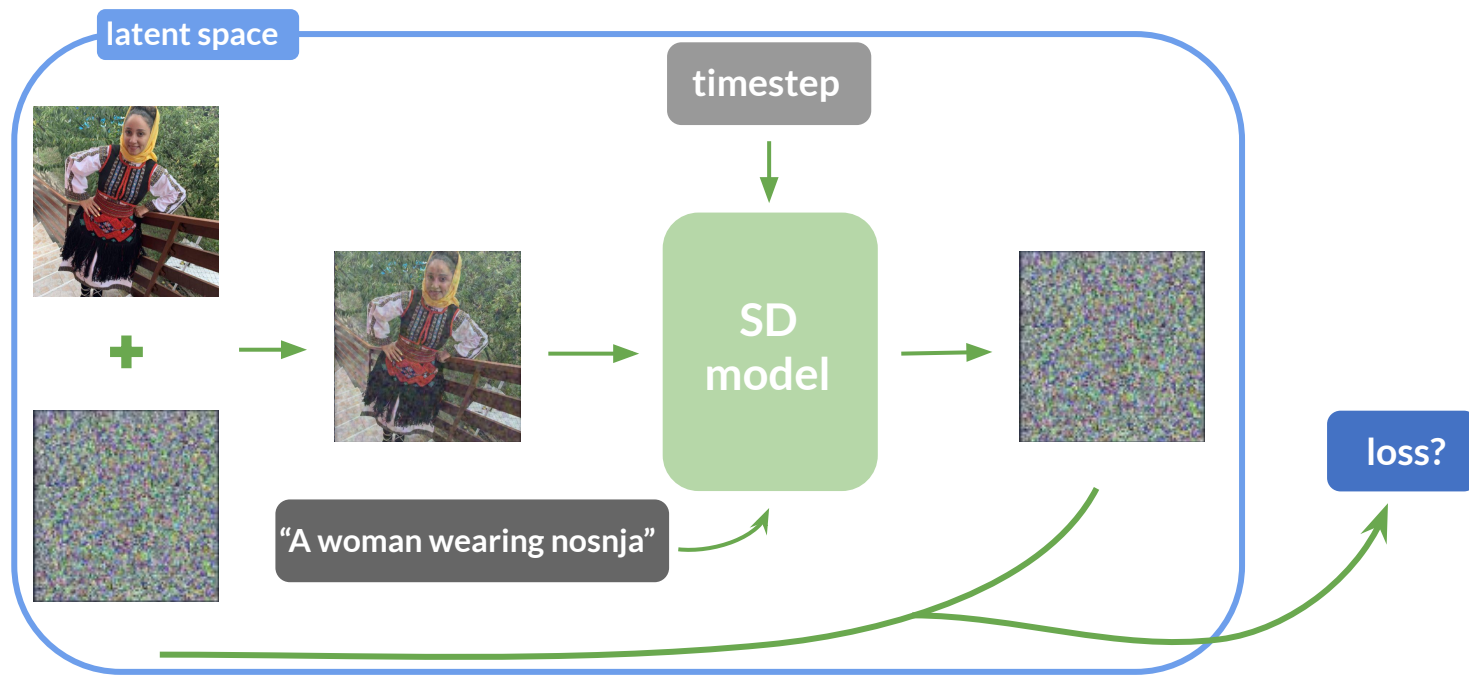 latent space
timestep
SD
model
“A woman wearing nosnja”
loss?